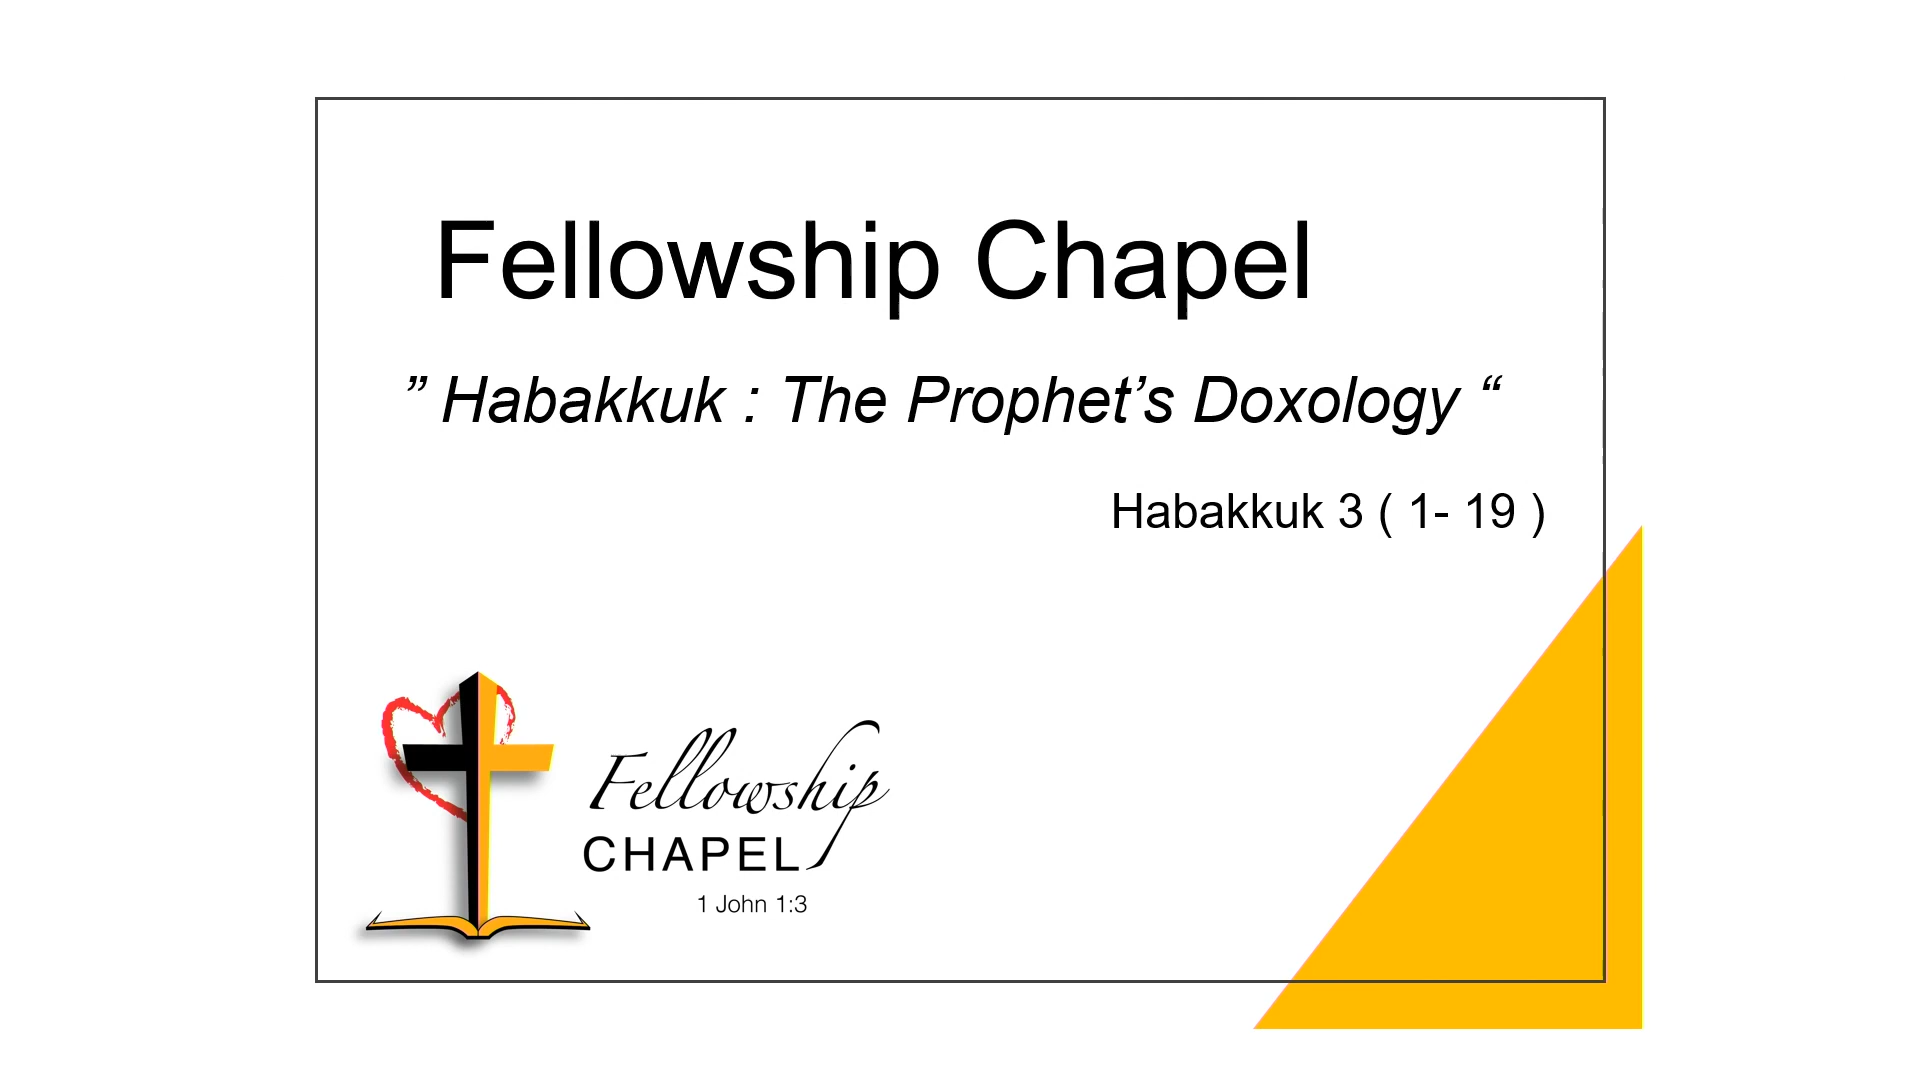 Fellowship Chapel
” Habakkuk : The Prophet’s Doxology “
Habakkuk 3 ( 1- 19 )
Fellowship
CHAPEL
1 John 1:3